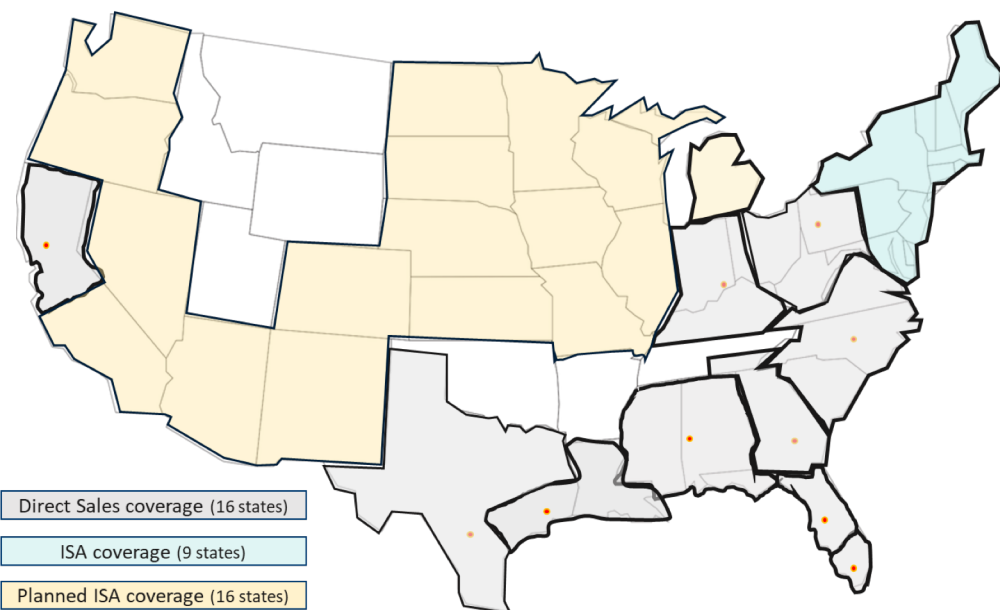 Direct Sales coverage (16 states)
ISA coverage (9 states)
Planned ISA coverage (16 states)